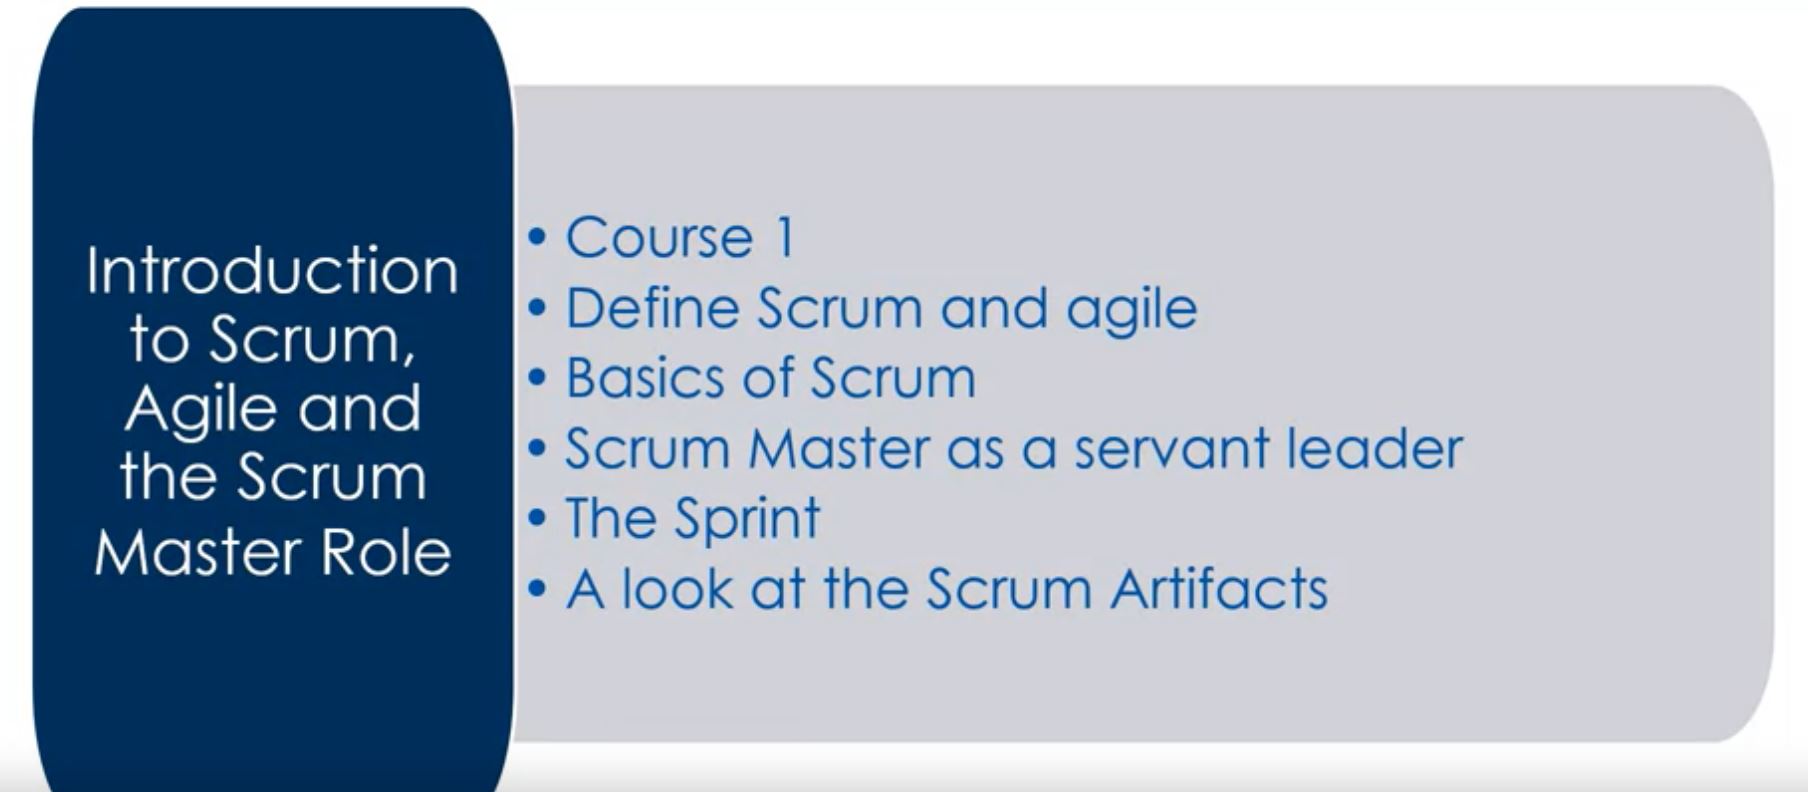 Introduction
to Scrum,
Agile and
the Scrum
Master Role
• Course 1
• Define Scrum and agile
• Basics of Scrum
• Scrum Master as a servant leader
• The Sprint
• A look at the Scrum Artifacts